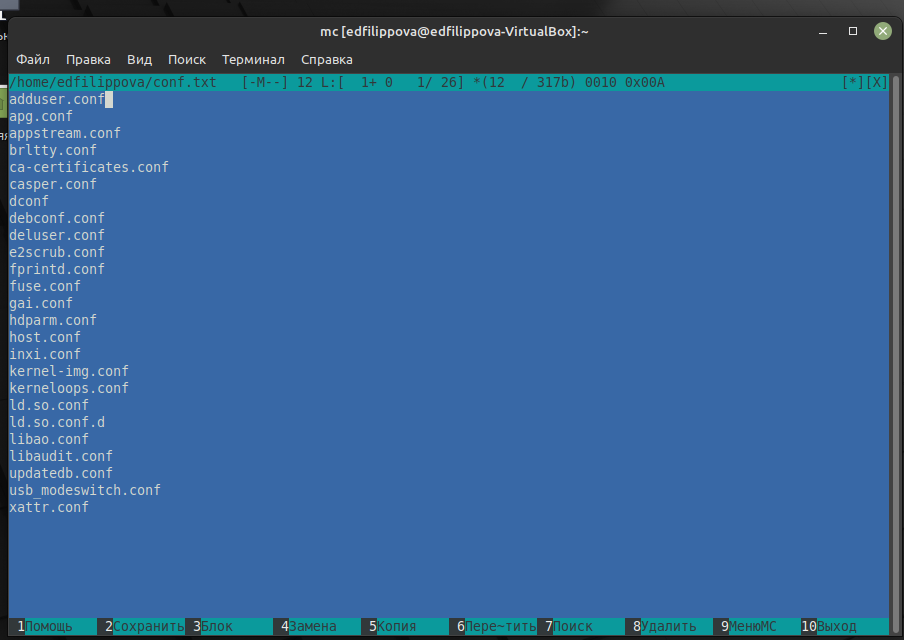 mc [edfilippova@edfilippova-VirtualBox]:~
Файл Правка Вид Поиск Терминал Справка
/home/edfilippova/conf.txt [-M--] 12 L:[ 1+ 0 1/ 26] *(12 / 317b) 0010 0x00A [*][X]
adduser.conf
apg.conf
appstream.conf
brltty.conf
ca-certificates.conf
casper.conf
dconf
debconf.conf
deluser.conf
e2scrub.conf
fprintd.conf
fuse.conf
gai.conf
hdparm.conf
host.conf
inxi.conf
kernel-img.conf
kerneloops.conf
ld.so.conf
ld.so.conf.d
libao.conf
libaudit.conf
updatedb.conf
usb_modeswitch.conf
xattr.conf
1Помощь 2Сохранить 3Блок 4Замена 5Копия 6Пере~тить 7Поиск 8Удалить 9МенюMC 10Выход